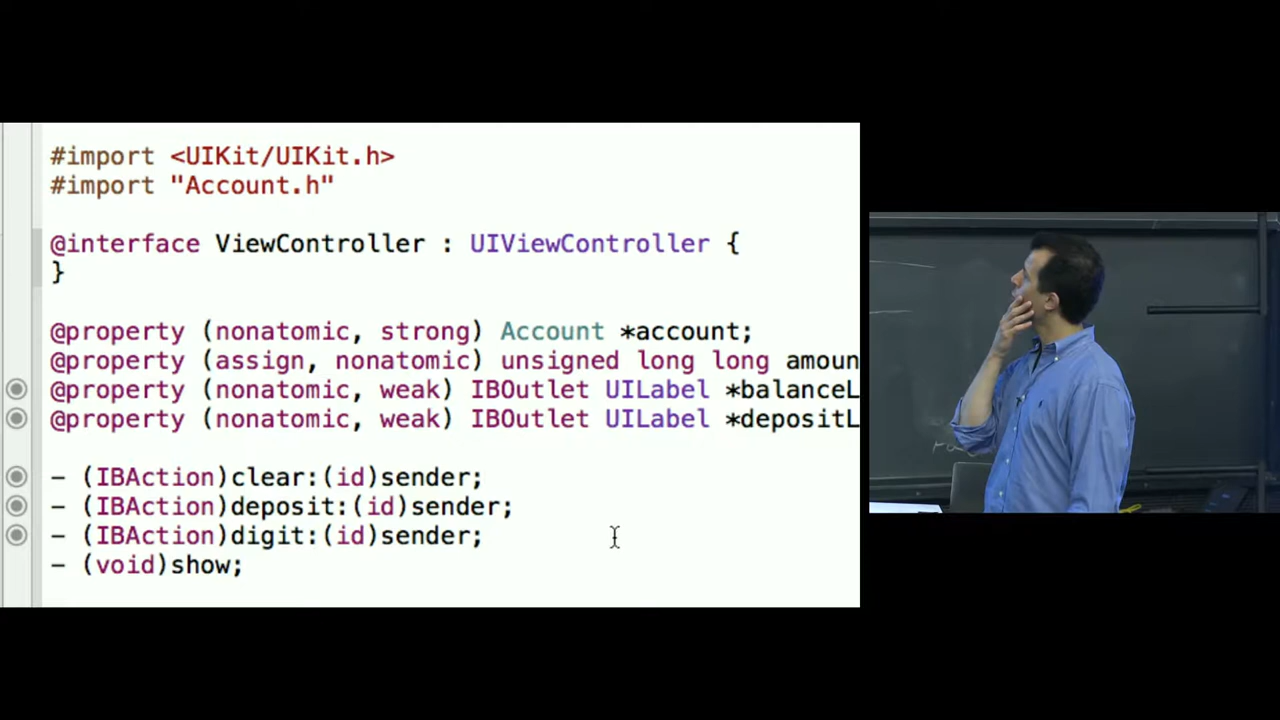 #import <UIKit/UIKit.h>
#import "Account.h"
@interface ViewController : UIViewController {
}
@property (nonatomic, strong) Account *account;
@property (assign, nonatomic) unsigned long long amoun
@property (nonatomic, weak) IBOutlet UILabel *balanceL
@property (nonatomic, weak) IBOutlet UILabel *depositL
- (IBAction)clear:(id)sender;
- (IBAction)deposit:(id)sender;
- (IBAction)digit:(id)sender;
- (void)show;